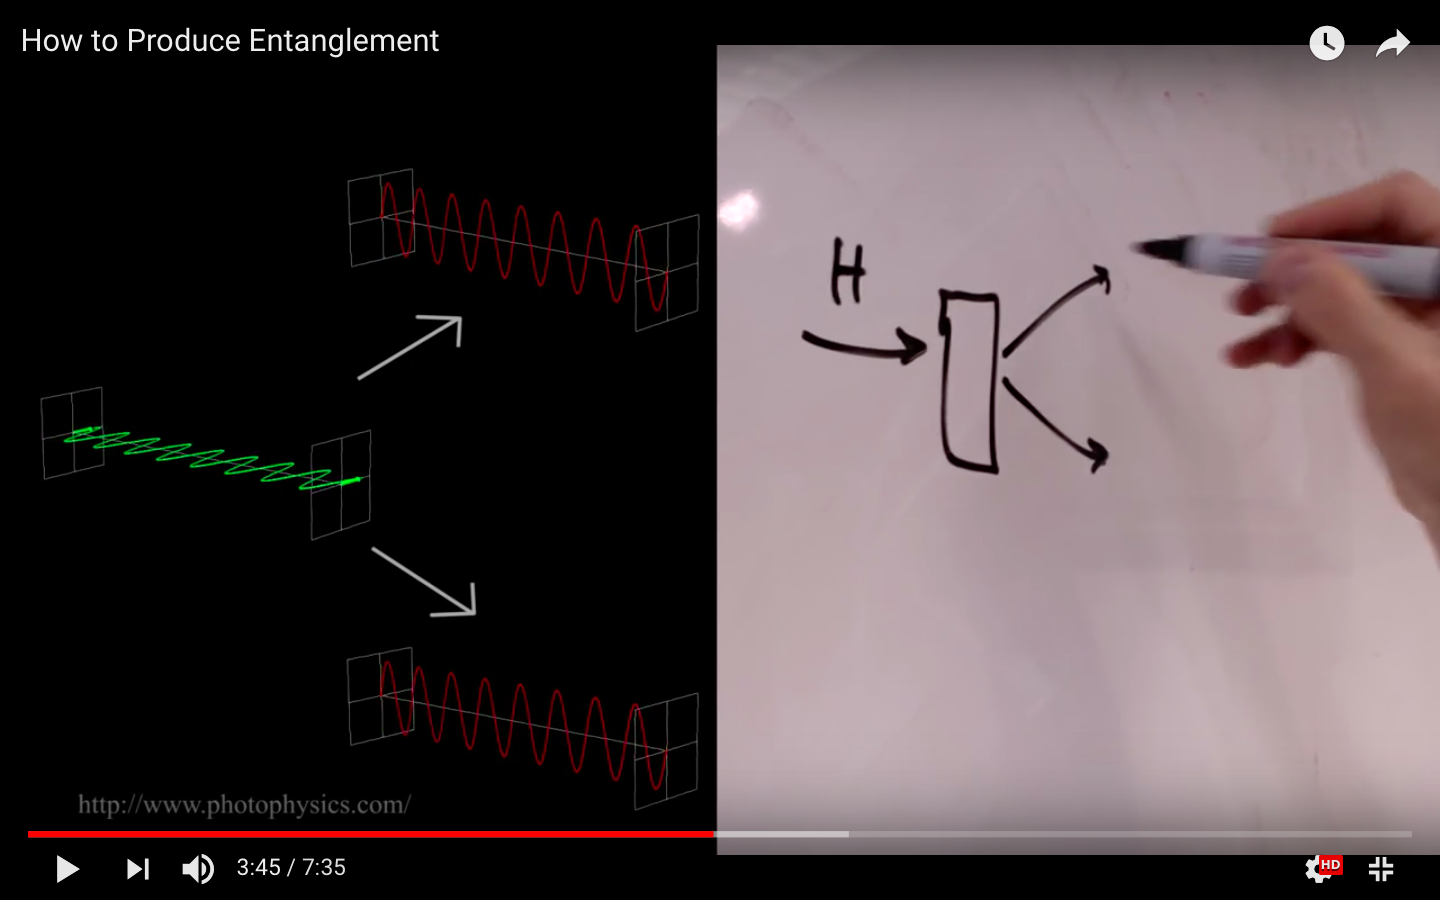 How to Produce Entanglement
H
http://www.photophysics.com/
3:45 / 7:35
HD